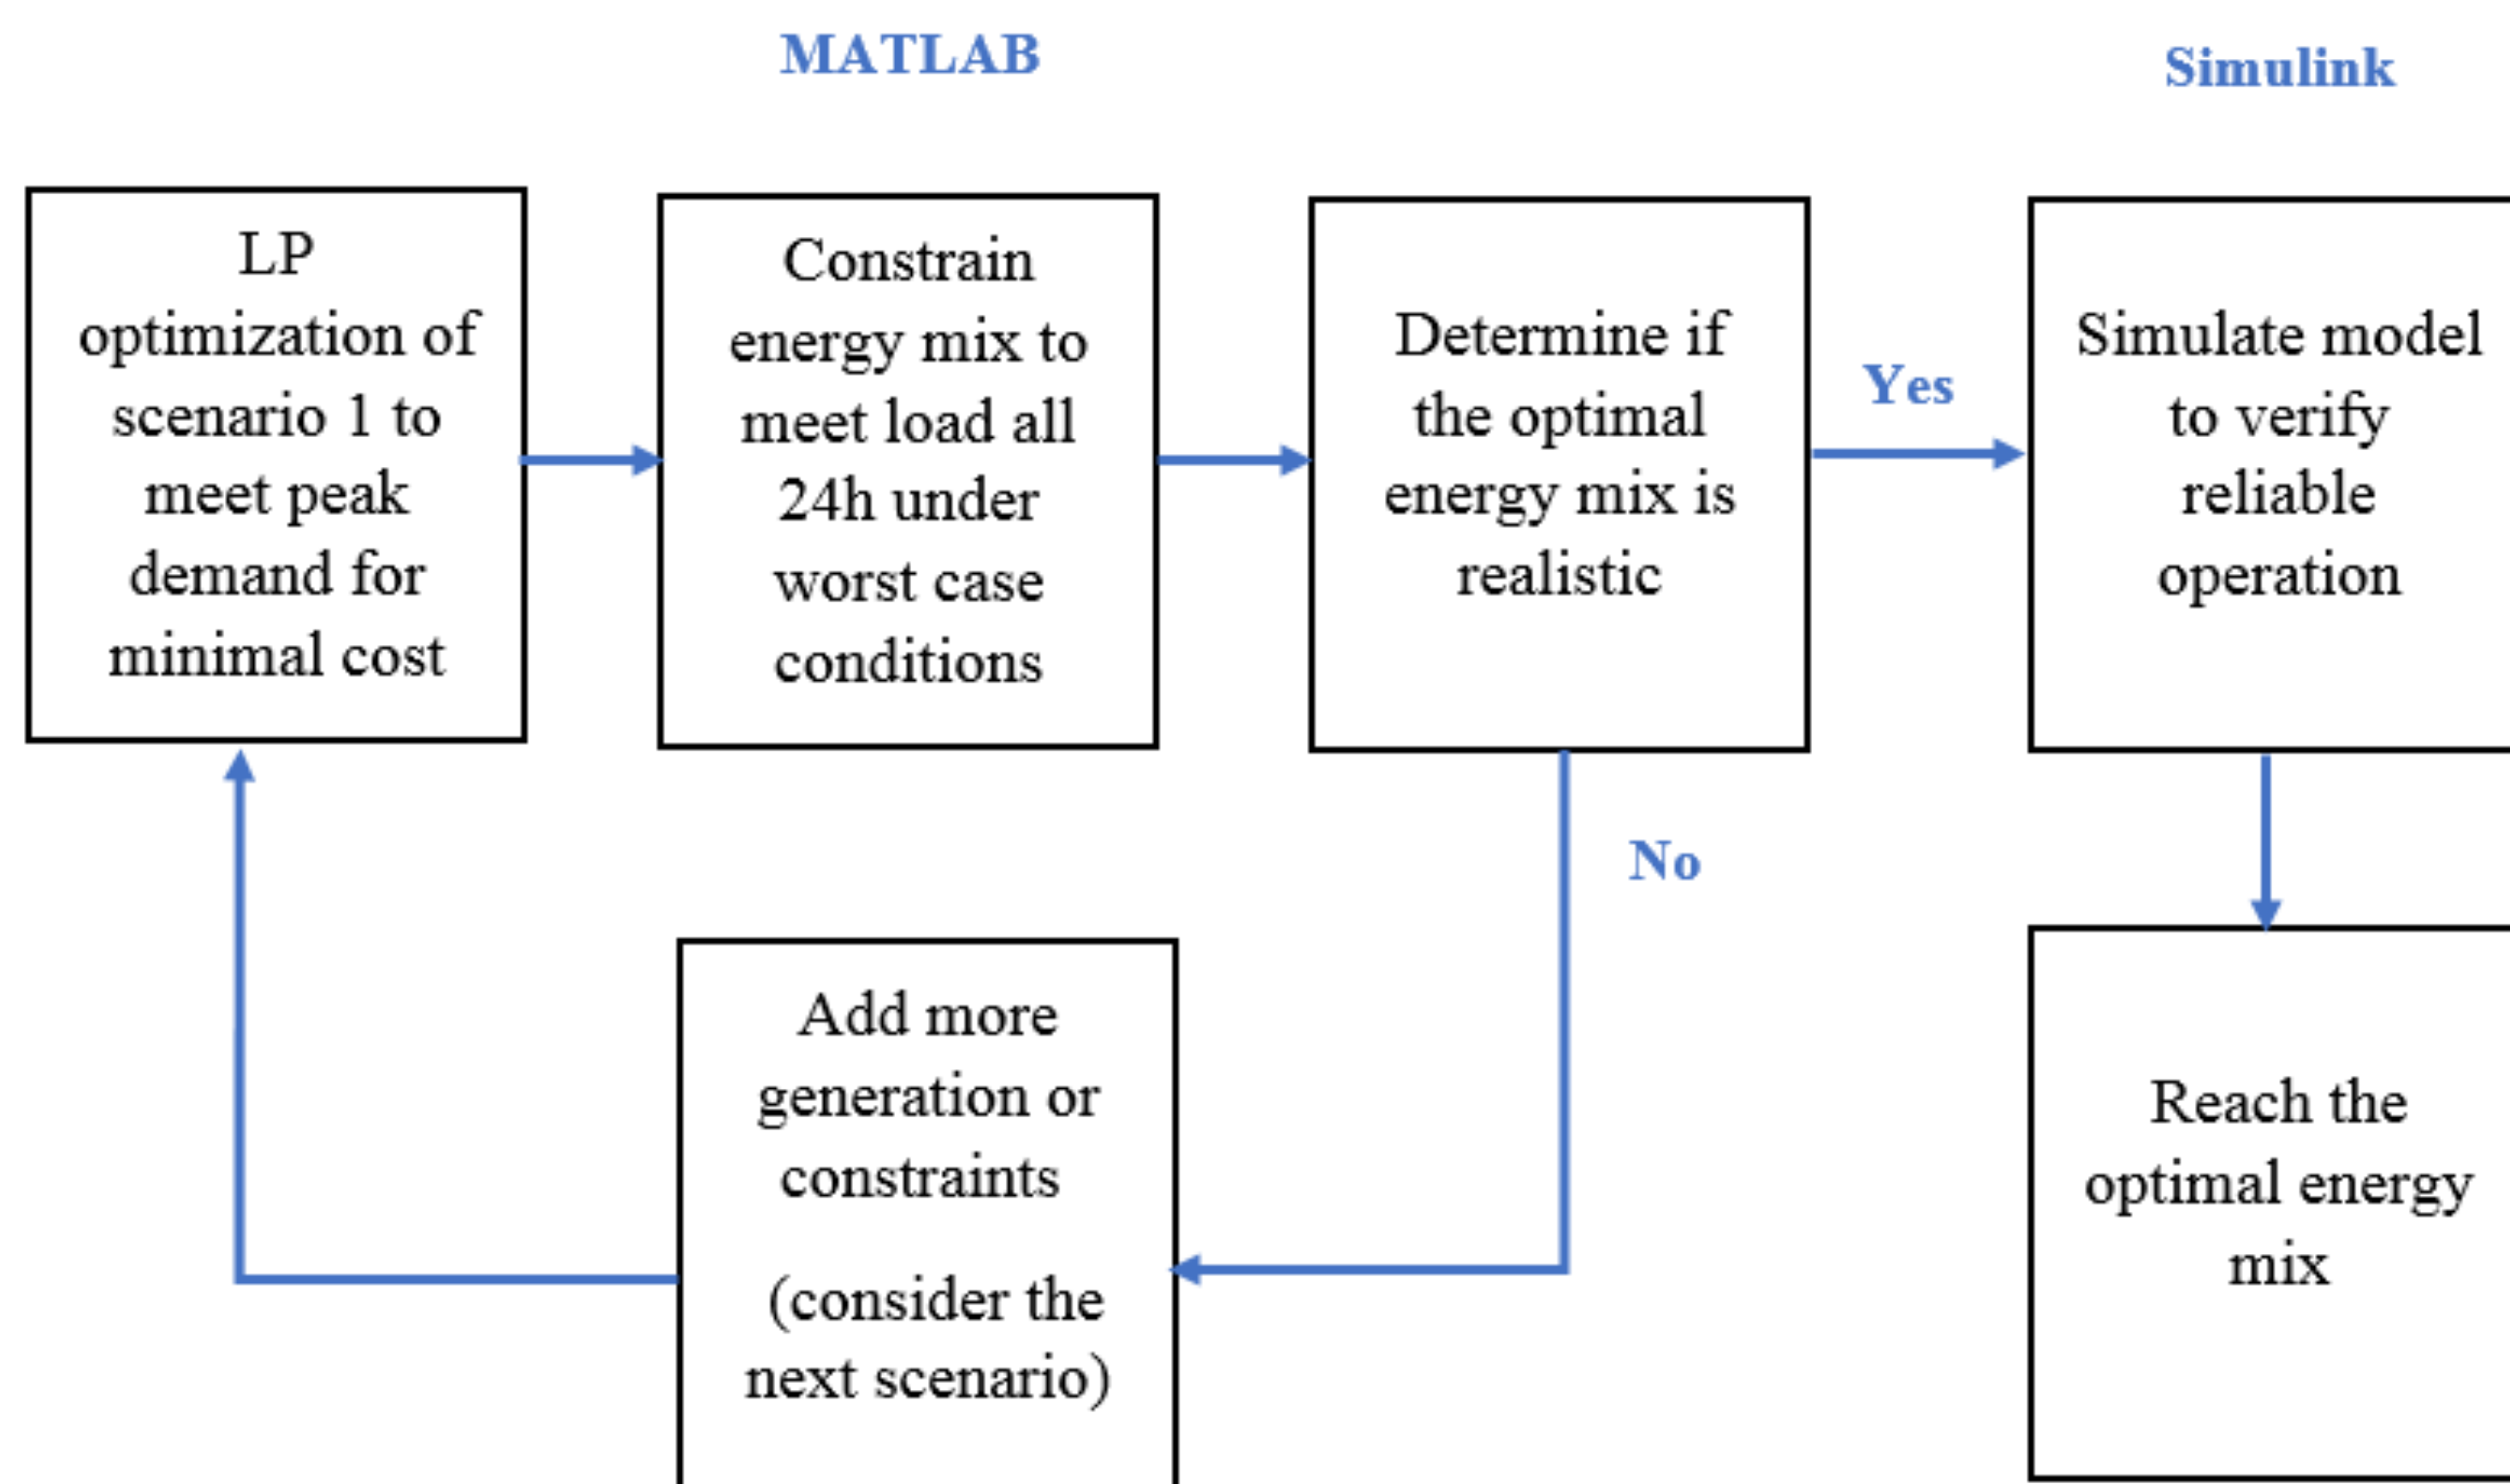 MATLAB
Simulink
LP
optimization of
scenario 1 to
meet peak
demand for
minimal cost
Constrain
energy mix to
meet load all
24h under
worst case
conditions
Determine if
the optimal
energy mix is
realistic
Yes
Simulate model
to verify
reliable
operation
No
Add more
generation or
constraints
(consider the
next scenario)
Reach the
optimal energy
mix